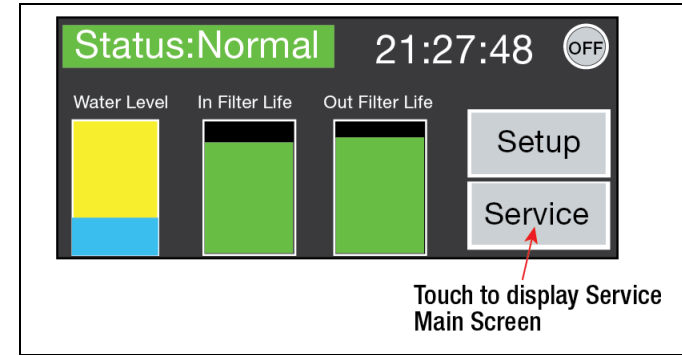 Status:Normal 21:27:48 OFF
Water Level In Filter Life Out Filter Life
Setup
Service
Touch to display Service
Main Screen